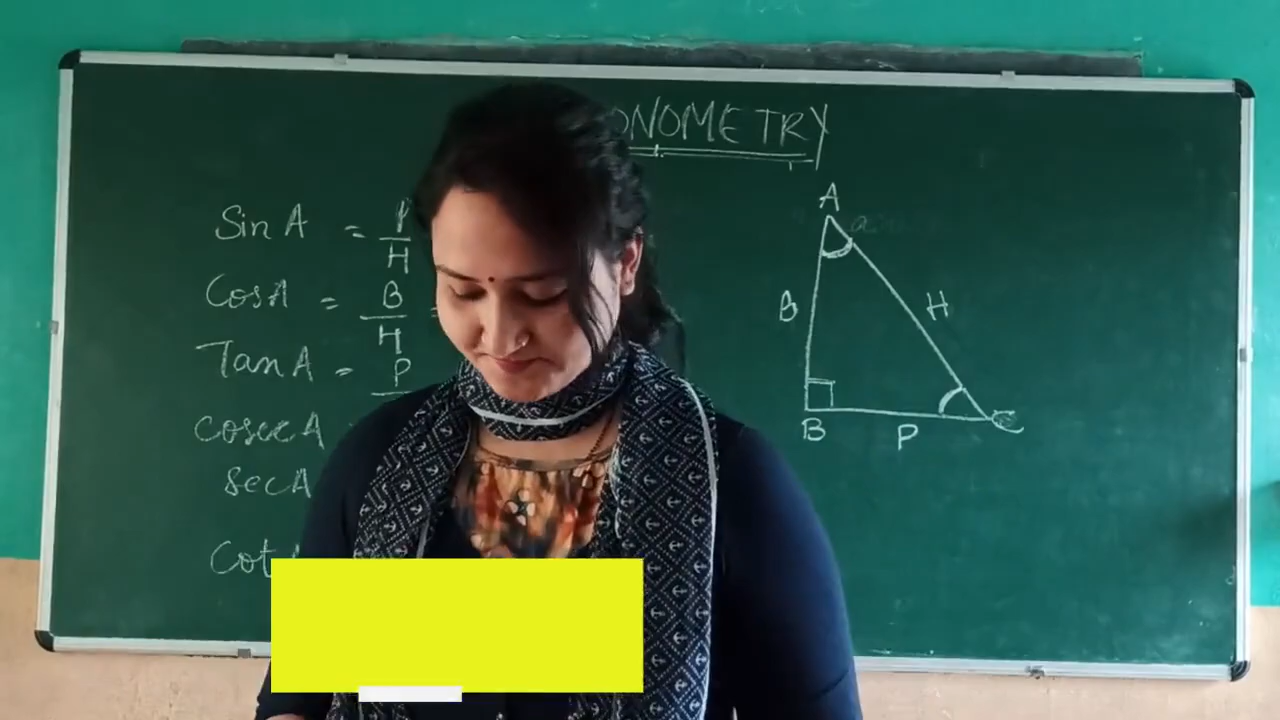 ONOMETRY
Sin A = P/H
Cos A = B/H
Tan A = P
cosec A
sec A
Cot
A
B
H
B
P
C